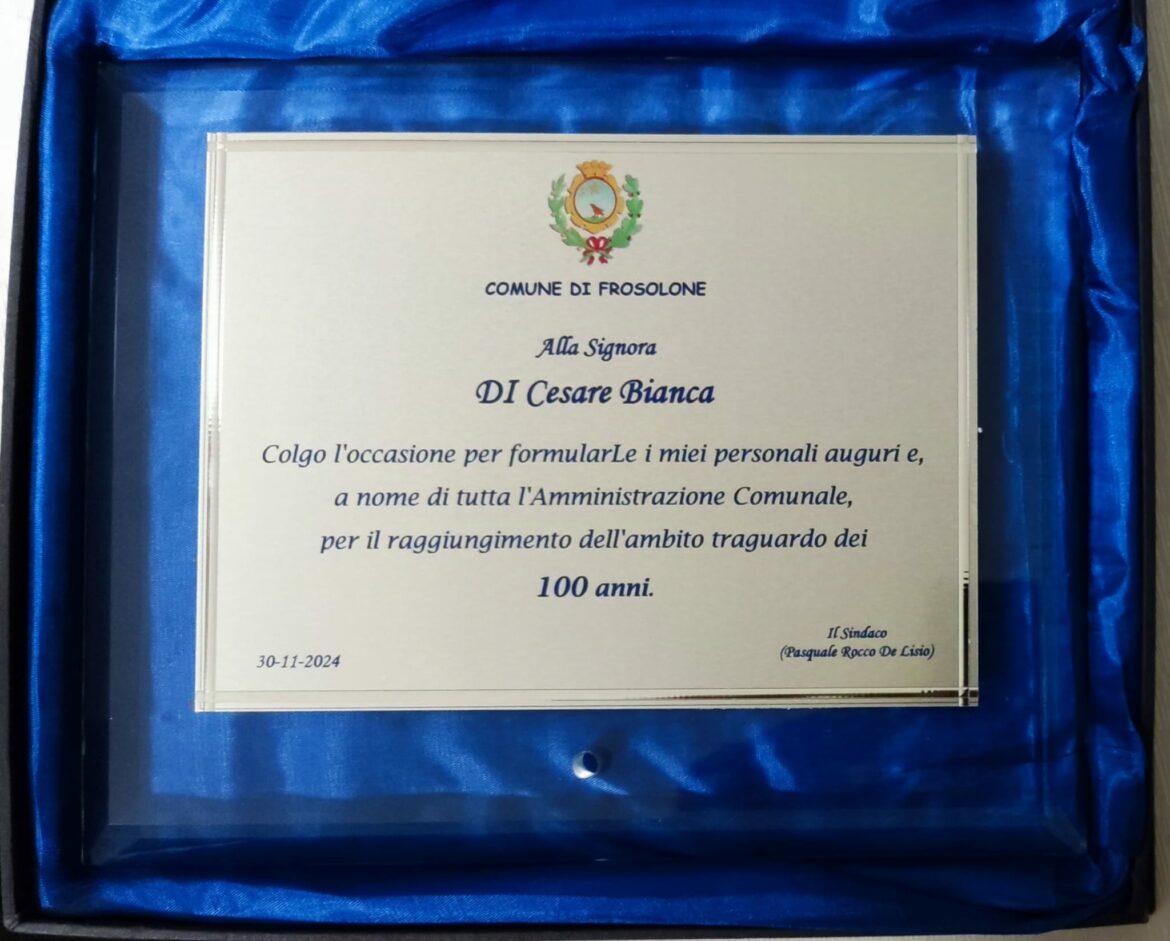 COMUNE DI FROSOLONE
Alla Signora
DI Cesare Bianca
Colgo l'occasione per formularLe i miei personali auguri e,
a nome di tutta l'Amministrazione Comunale,
per il raggiungimento dell'ambito traguardo dei
100 anni.
Il Sindaco
(Pasquale Rocco De Lisio)
30-11-2024